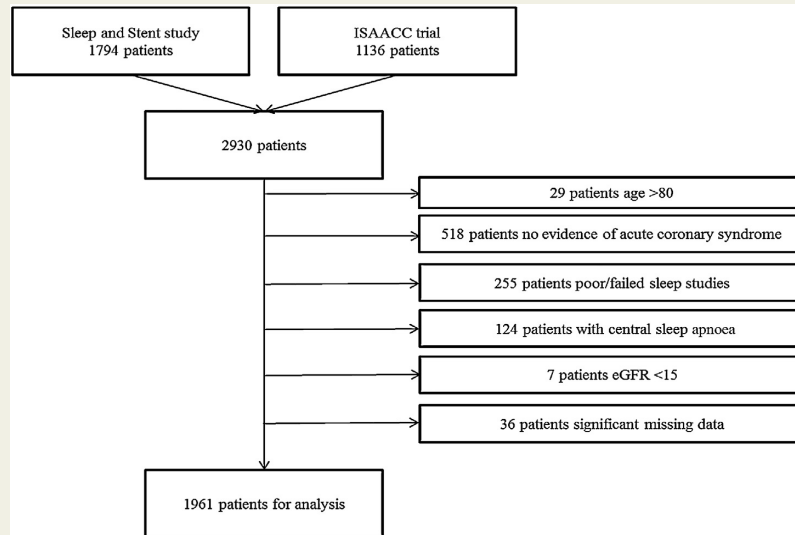 Sleep and Stent study
1794 patients
ISAACC trial
1136 patients
2930 patients
29 patients age >80
518 patients no evidence of acute coronary syndrome
255 patients poor/failed sleep studies
124 patients with central sleep apnoea
7 patients eGFR <15
36 patients significant missing data
1961 patients for analysis